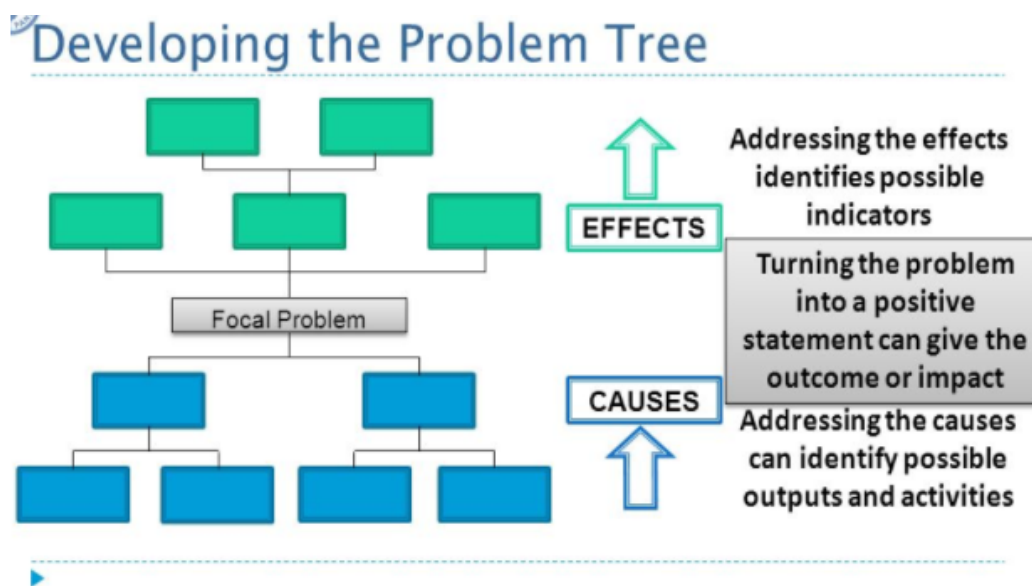 Developing the Problem Tree
Addressing the effects
identifies possible
indicators
EFFECTS
Turning the problem
into a positive
statement can give the
outcome or impact
Focal Problem
CAUSES
Addressing the causes
can identify possible
outputs and activities